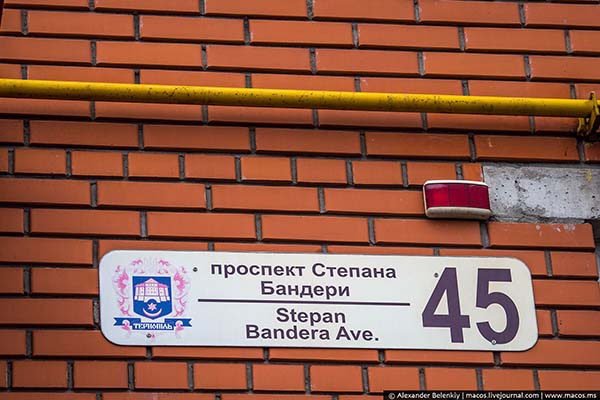 проспект Степана
Бандери
Stepan
Bandera Ave.
45
ТЕРНОПІЛЬ
© Alexander Belenkiy | macos.livejournal.com | www.macos.ms